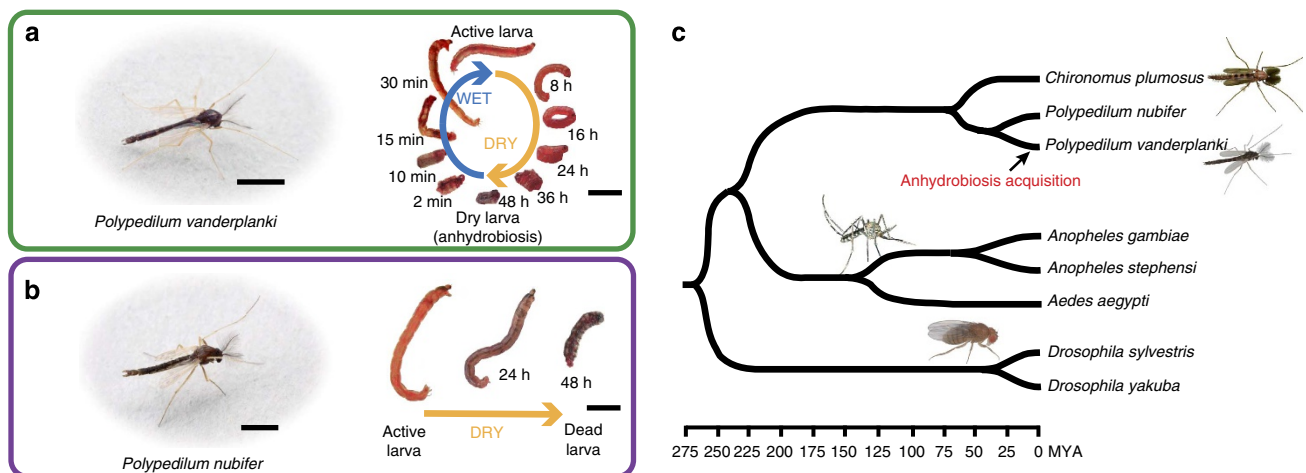 a
Active larva
30 min
8 h
WET
16 h
15 min
DRY
24 h
10 min
36 h
2 min
48 h
Dry larva
(anhydrobiosis)
Polypedilum vanderplanki
b
24 h
48 h
Active
larva
DRY
Dead
larva
Polypedilum nubifer
c
Chironomus plumosus
Polypedilum nubifer
Polypedilum vanderplanki
Anhydrobiosis acquisition
Anopheles gambiae
Anopheles stephensi
Aedes aegypti
Drosophila sylvestris
Drosophila yakuba
275 225 200 175 150 125 100 75 50 25 0 MYA